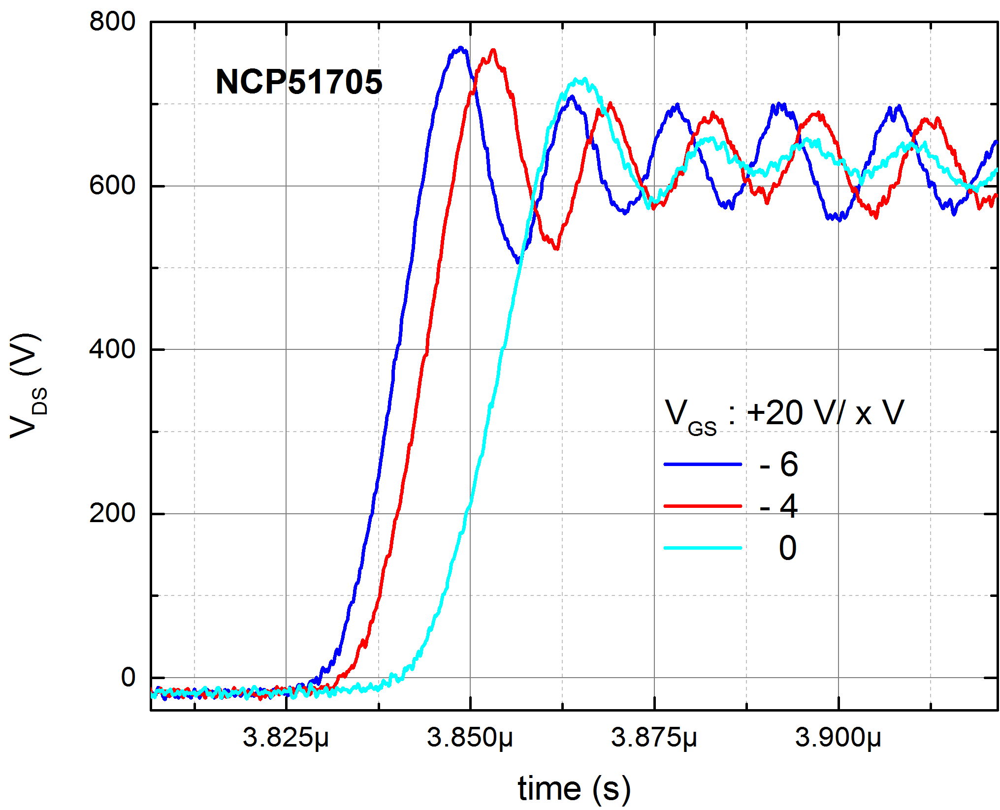 800
600
400
200
0
V_DS (V)
NCP51705
V_GS : +20 V/ x V
- 6
- 4
0
3.825µ 3.850µ 3.875µ 3.900µ
time (s)